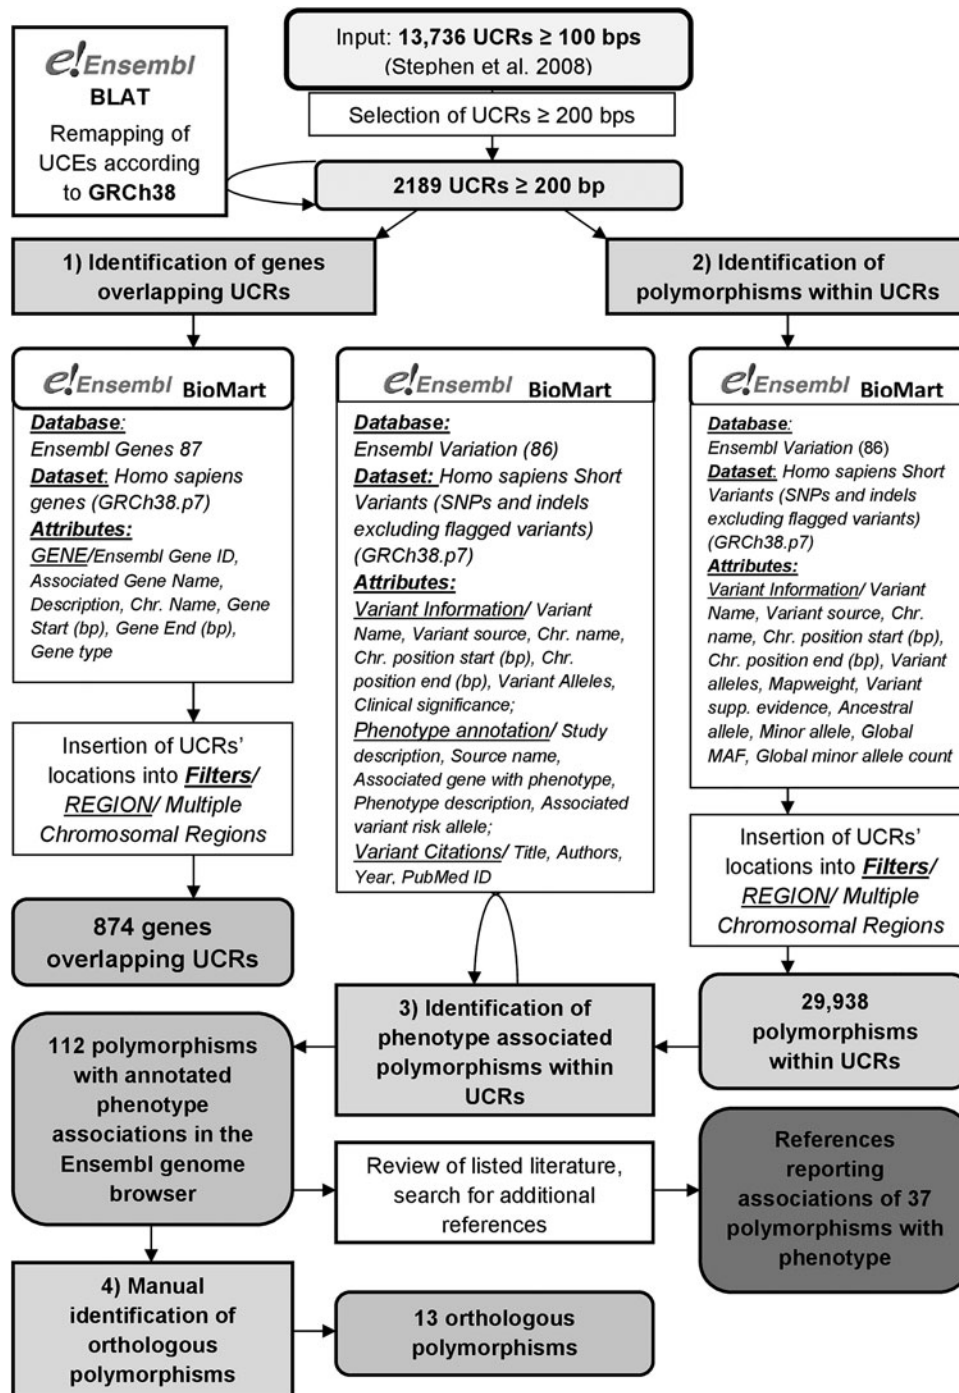 Input: 13,736 UCRs ≥ 100 bps
(Stephen et al. 2008)
e!Ensembl
BLAT
Remapping of
UCEs according
to GRCh38
Selection of UCRs ≥ 200 bps
2189 UCRs ≥ 200 bp
1) Identification of genes
overlapping UCRs
2) Identification of
polymorphisms within UCRs
e!Ensembl BioMart
Database:
Ensembl Genes 87
Dataset: Homo sapiens
genes (GRCh38.p7)
Attributes:
GENE/Ensembl Gene ID,
Associated Gene Name,
Description, Chr. Name, Gene
Start (bp), Gene End (bp),
Gene type
Insertion of UCRs'
locations into Filters/
REGION/ Multiple
Chromosomal Regions
874 genes
overlapping UCRs
e!Ensembl BioMart
Database:
Ensembl Variation (86)
Dataset: Homo sapiens Short
Variants (SNPs and indels
excluding flagged variants)
(GRCh38.p7)
Attributes:
Variant Information/ Variant
Name, Variant source, Chr. name,
Chr. position start (bp), Chr.
position end (bp), Variant Alleles,
Clinical significance;
Phenotype annotation/ Study
description, Source name,
Associated gene with phenotype,
Phenotype description, Associated
variant risk allele;
Variant Citations/ Title, Authors,
Year, PubMed ID
e!Ensembl BioMart
Database:
Ensembl Variation (86)
Dataset: Homo sapiens Short
Variants (SNPs and indels
excluding flagged variants)
(GRCh38.p7)
Attributes:
Variant Information/ Variant
Name, Variant source, Chr.
name, Chr. position start (bp),
Chr. position end (bp), Variant
alleles, Mapweight, Variant
supp. evidence, Ancestral
allele, Minor allele, Global
MAF, Global minor allele count
Insertion of UCRs'
locations into Filters/
REGION/ Multiple
Chromosomal Regions
29,938
polymorphisms
within UCRs
3) Identification of
phenotype associated
polymorphisms within
UCRs
112 polymorphisms
with annotated
phenotype
associations in the
Ensembl genome
browser
Review of listed literature,
search for additional
references
References
reporting
associations of 37
polymorphisms with
phenotype
4) Manual
identification of
orthologous
polymorphisms
13 orthologous
polymorphisms